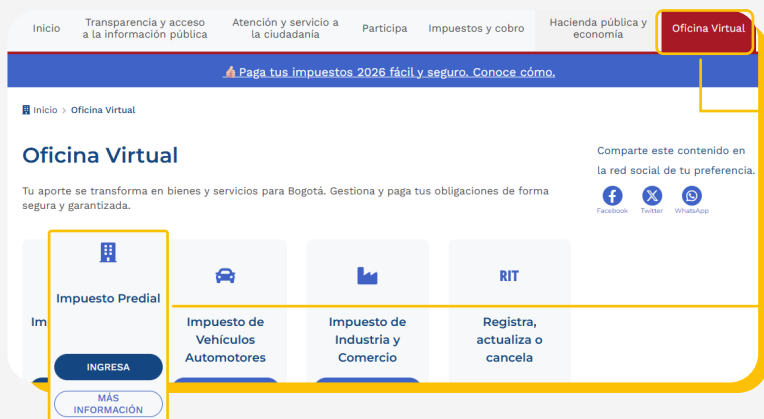 Inicio
Transparencia y acceso
a la información pública
Atención y servicio a
la ciudadanía
Participa
Impuestos y cobro
Hacienda pública y
economía
Oficina Virtual
Paga tus impuestos 2026 fácil y seguro. Conoce cómo.
Inicio > Oficina Virtual
Oficina Virtual
Tu aporte se transforma en bienes y servicios para Bogotá. Gestiona y paga tus obligaciones de forma
segura y garantizada.
Comparte este contenido en
la red social de tu preferencia.
Facebook
Twitter
WhatsApp
Im
Impuesto Predial
INGRESA
MÁS
INFORMACIÓN
Impuesto de
Vehículos
Automotores
Impuesto de
Industria y
Comercio
RIT
Registra,
actualiza o
cancela